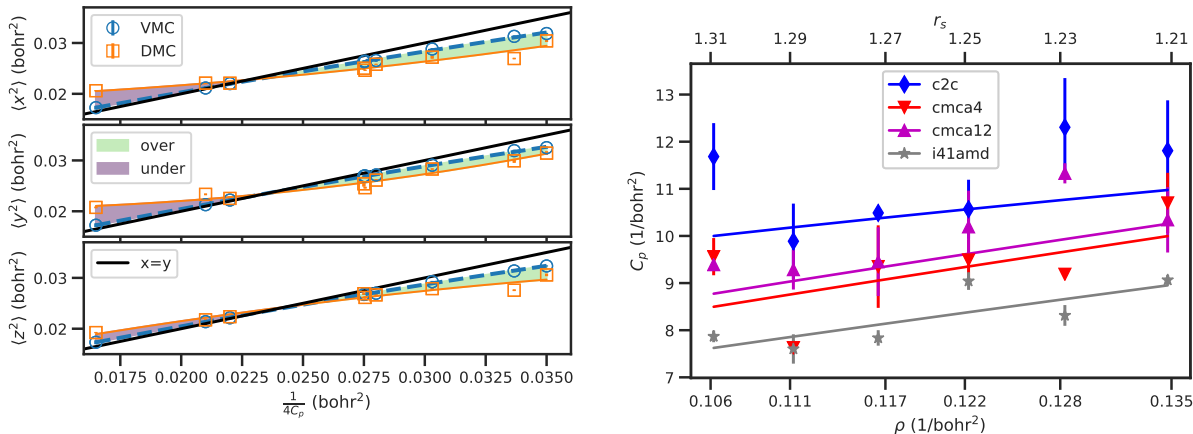 VMC
DMC
0.03
0.02
⟨x²⟩ (bohr²)
over
under
0.03
0.02
⟨y²⟩ (bohr²)
x=y
0.03
0.02
⟨z²⟩ (bohr²)
0.0175 0.0200 0.0225 0.0250 0.0275 0.0300 0.0325 0.0350
1/4Cₚ (bohr²)
rₛ
1.31 1.29 1.27 1.25 1.23 1.21
c2c
cmca4
cmca12
i41amd
13
12
11
10
9
8
7
Cₚ (1/bohr²)
0.106 0.111 0.117 0.122 0.128 0.135
ρ (1/bohr²)